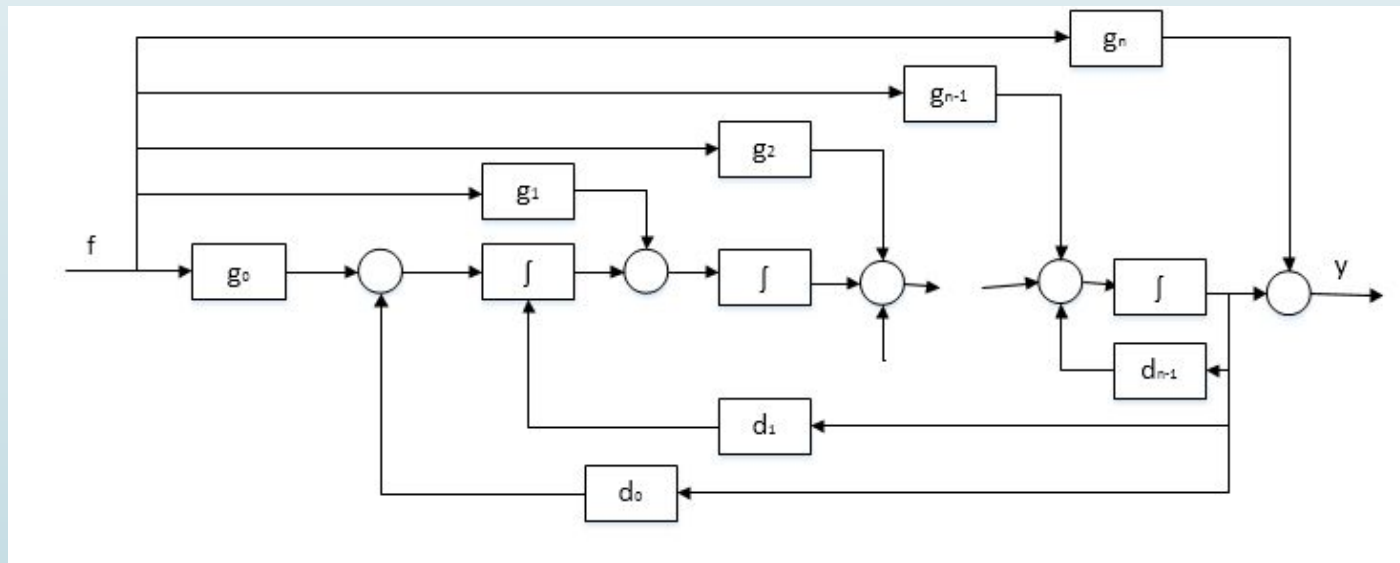 gₙ
gₙ₋₁
g₂
g₁
f
g₀
∫
∫
∫
y
dₙ₋₁
d₁
d₀